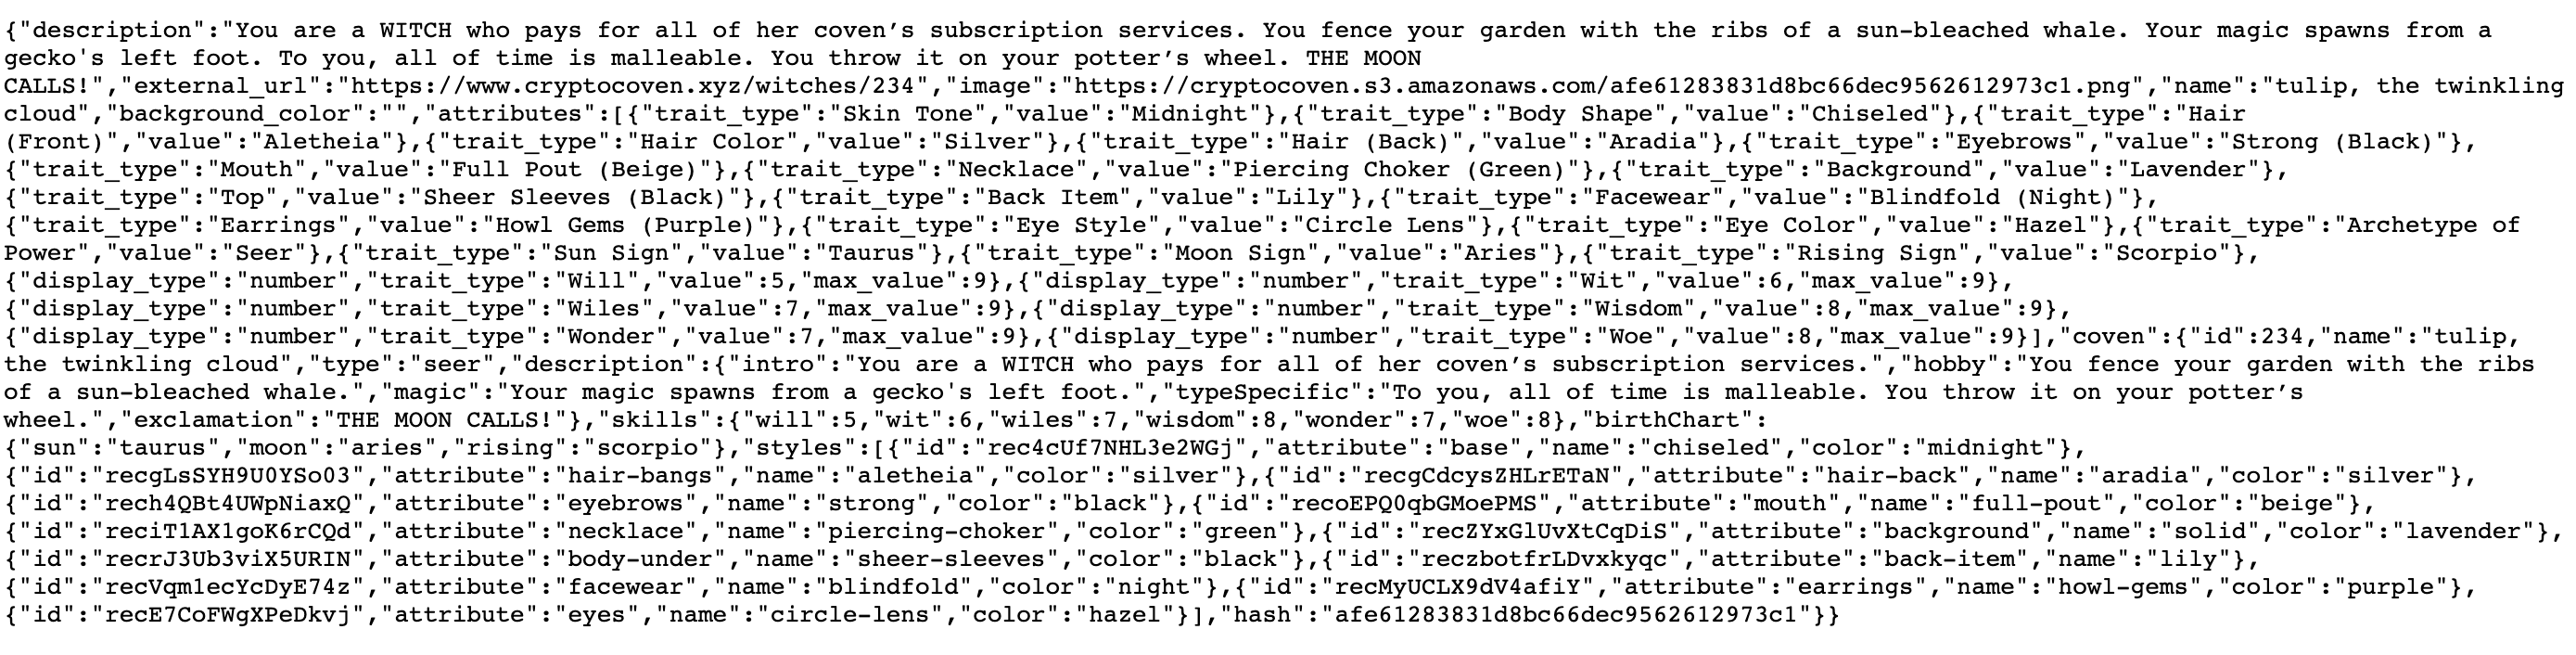 {"description":"You are a WITCH who pays for all of her coven’s subscription services. You fence your garden with the ribs of a sun-bleached whale. Your magic spawns from a
gecko's left foot. To you, all of time is malleable. You throw it on your potter’s wheel. THE MOON
CALLS!","external_url":"https://www.cryptocoven.xyz/witches/234","image":"https://cryptocoven.s3.amazonaws.com/afe61283831d8bc66dec9562612973c1.png","name":"tulip, the twinkling
cloud","background_color":"","attributes":[{"trait_type":"Skin Tone","value":"Midnight"},{"trait_type":"Body Shape","value":"Chiseled"},{"trait_type":"Hair
(Front)","value":"Aletheia"},{"trait_type":"Hair Color","value":"Silver"},{"trait_type":"Hair (Back)","value":"Aradia"},{"trait_type":"Eyebrows","value":"Strong (Black)"},
{"trait_type":"Mouth","value":"Full Pout (Beige)"},{"trait_type":"Necklace","value":"Piercing Choker (Green)"},{"trait_type":"Background","value":"Lavender"},
{"trait_type":"Top","value":"Sheer Sleeves (Black)"},{"trait_type":"Back Item","value":"Lily"},{"trait_type":"Facewear","value":"Blindfold (Night)"},
{"trait_type":"Earrings","value":"Howl Gems (Purple)"},{"trait_type":"Eye Style","value":"Circle Lens"},{"trait_type":"Eye Color","value":"Hazel"},{"trait_type":"Archetype of
Power","value":"Seer"},{"trait_type":"Sun Sign","value":"Taurus"},{"trait_type":"Moon Sign","value":"Aries"},{"trait_type":"Rising Sign","value":"Scorpio"},
{"display_type":"number","trait_type":"Will","value":5,"max_value":9},{"display_type":"number","trait_type":"Wit","value":6,"max_value":9},
{"display_type":"number","trait_type":"Wiles","value":7,"max_value":9},{"display_type":"number","trait_type":"Wisdom","value":8,"max_value":9},
{"display_type":"number","trait_type":"Wonder","value":7,"max_value":9},{"display_type":"number","trait_type":"Woe","value":8,"max_value":9}],"coven":{"id":234,"name":"tulip,
the twinkling cloud","type":"seer","description":{"intro":"You are a WITCH who pays for all of her coven’s subscription services.","hobby":"You fence your garden with the ribs
of a sun-bleached whale.","magic":"Your magic spawns from a gecko's left foot.","typeSpecific":"To you, all of time is malleable. You throw it on your potter’s
wheel.","exclamation":"THE MOON CALLS!"},"skills":{"will":5,"wit":6,"wiles":7,"wisdom":8,"wonder":7,"woe":8},"birthChart":
{"sun":"taurus","moon":"aries","rising":"scorpio"},"styles":[{"id":"rec4cUf7NHL3e2WGj","attribute":"base","name":"chiseled","color":"midnight"},
{"id":"recgLsSYH9U0YSo03","attribute":"hair-bangs","name":"aletheia","color":"silver"},{"id":"recgCdcysZHLrETaN","attribute":"hair-back","name":"aradia","color":"silver"},
{"id":"rech4QBt4UWpNiaxQ","attribute":"eyebrows","name":"strong","color":"black"},{"id":"recoEPQ0qbGMoePMS","attribute":"mouth","name":"full-pout","color":"beige"},
{"id":"reciT1AX1goK6rCQd","attribute":"necklace","name":"piercing-choker","color":"green"},{"id":"recZYxGlUvXtCqDiS","attribute":"background","name":"solid","color":"lavender"},
{"id":"recrJ3Ub3viX5URIN","attribute":"body-under","name":"sheer-sleeves","color":"black"},{"id":"reczbotfrLDvxkyqc","attribute":"back-item","name":"lily"},
{"id":"recVqm1ecYcDyE74z","attribute":"facewear","name":"blindfold","color":"night"},{"id":"recMyUCLX9dV4afiY","attribute":"earrings","name":"howl-gems","color":"purple"},
{"id":"recE7CoFWgXPeDkvj","attribute":"eyes","name":"circle-lens","color":"hazel"}],"hash":"afe61283831d8bc66dec9562612973c1"}}